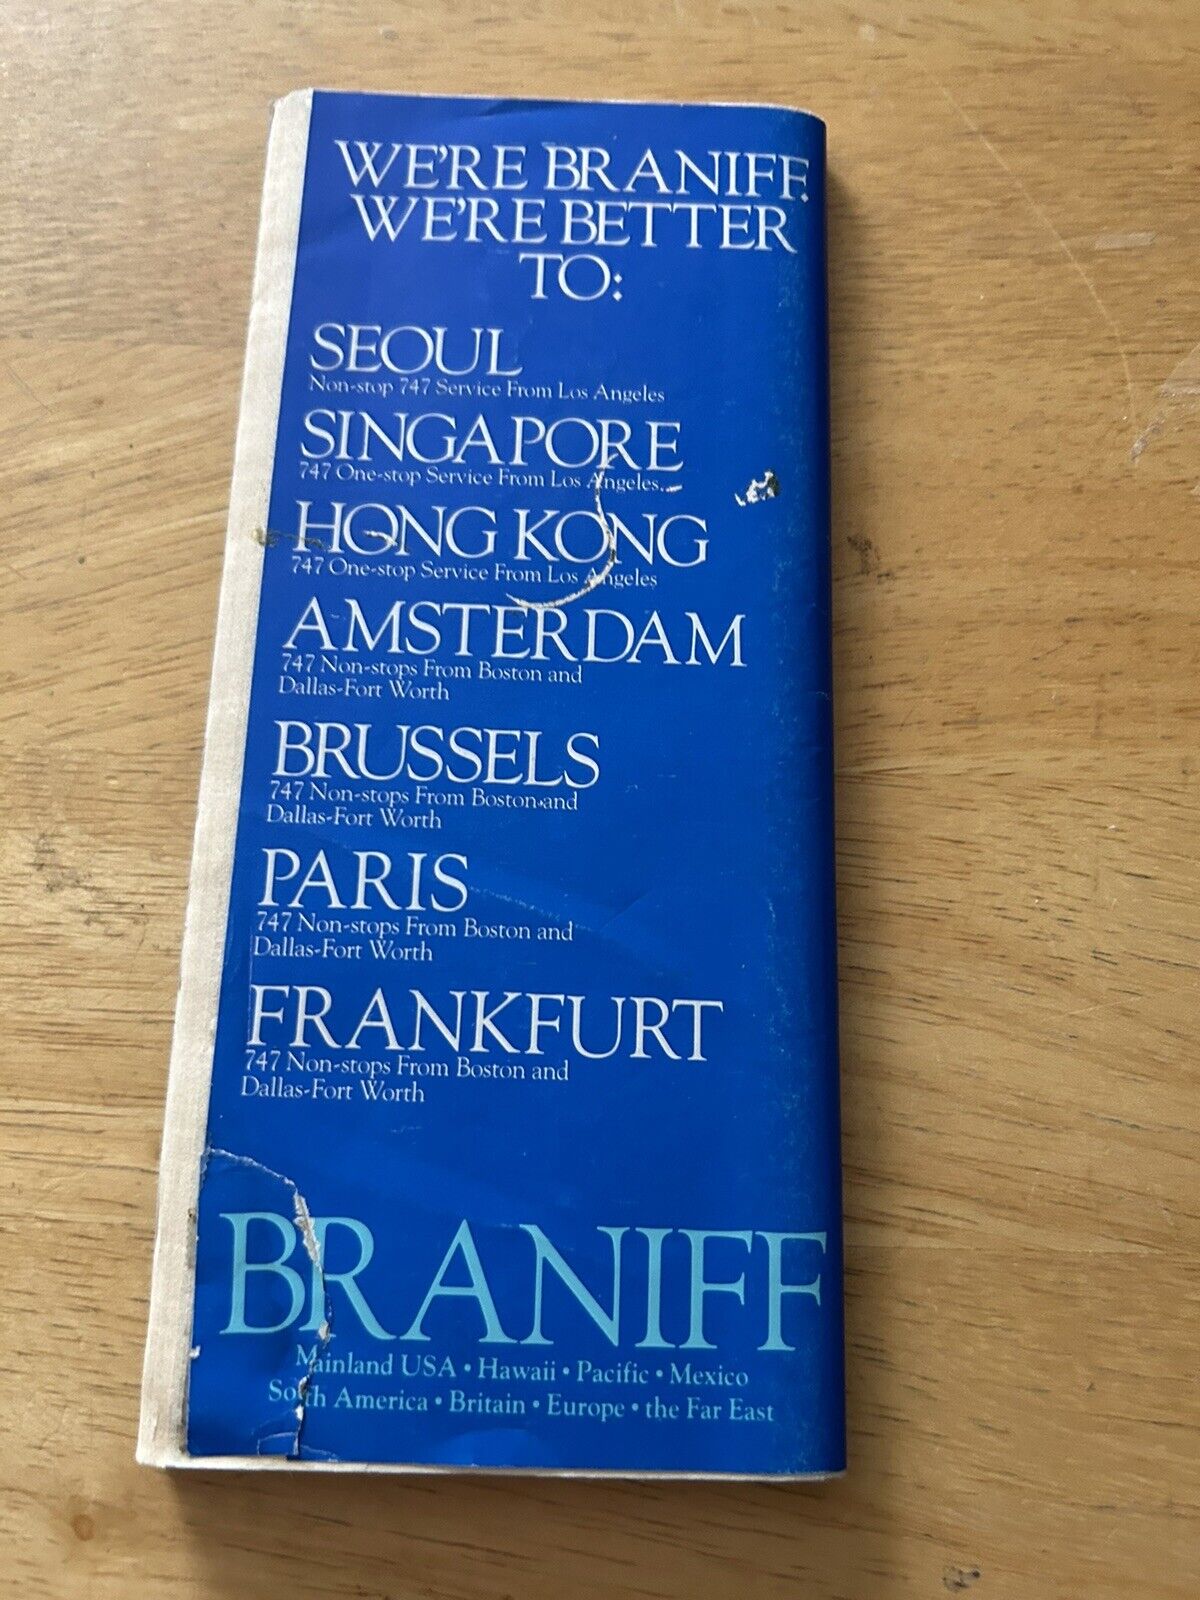 WE'RE BRANIFF.
WE'RE BETTER
TO:
SEOUL
Non-stop 747 Service From Los Angeles
SINGAPORE
747 One-stop Service From Los Angeles
HONG KONG
747 One-stop Service From Los Angeles
AMSTERDAM
747 Non-stops From Boston and
Dallas-Fort Worth
BRUSSELS
747 Non-stops From Boston and
Dallas-Fort Worth
PARIS
747 Non-stops From Boston and
Dallas-Fort Worth
FRANKFURT
747 Non-stops From Boston and
Dallas-Fort Worth
BRANIFF
Mainland USA • Hawaii • Pacific • Mexico
South America • Britain • Europe • the Far East